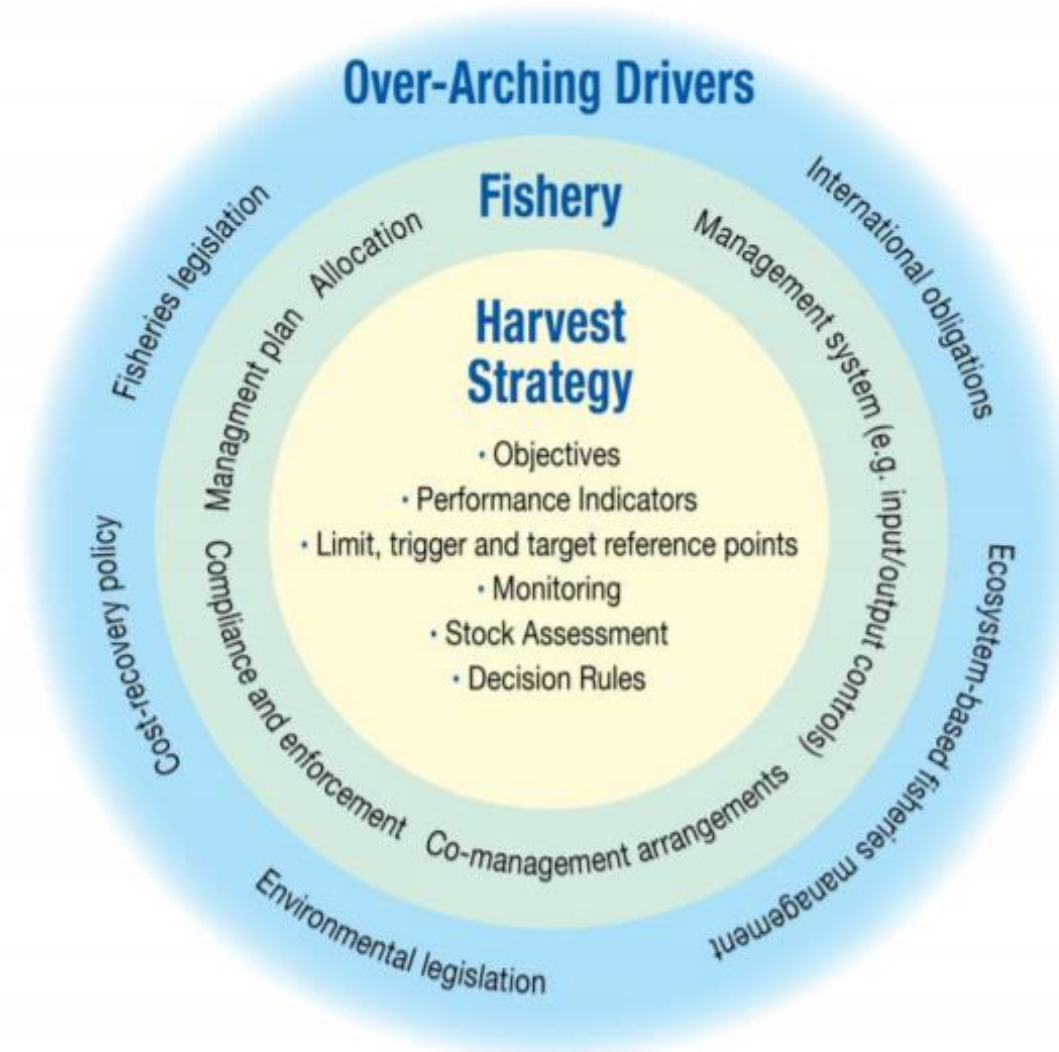 Over-Arching Drivers
Fisheries legislation
International obligations
Cost-recovery policy
Ecosystem-based fisheries management
Environmental legislation
Fishery
Allocation
Managment plan
Management system (e.g. input/output controls)
Compliance and enforcement
Co-management arrangements
Harvest
Strategy
· Objectives
· Performance Indicators
· Limit, trigger and target reference points
· Monitoring
· Stock Assessment
· Decision Rules